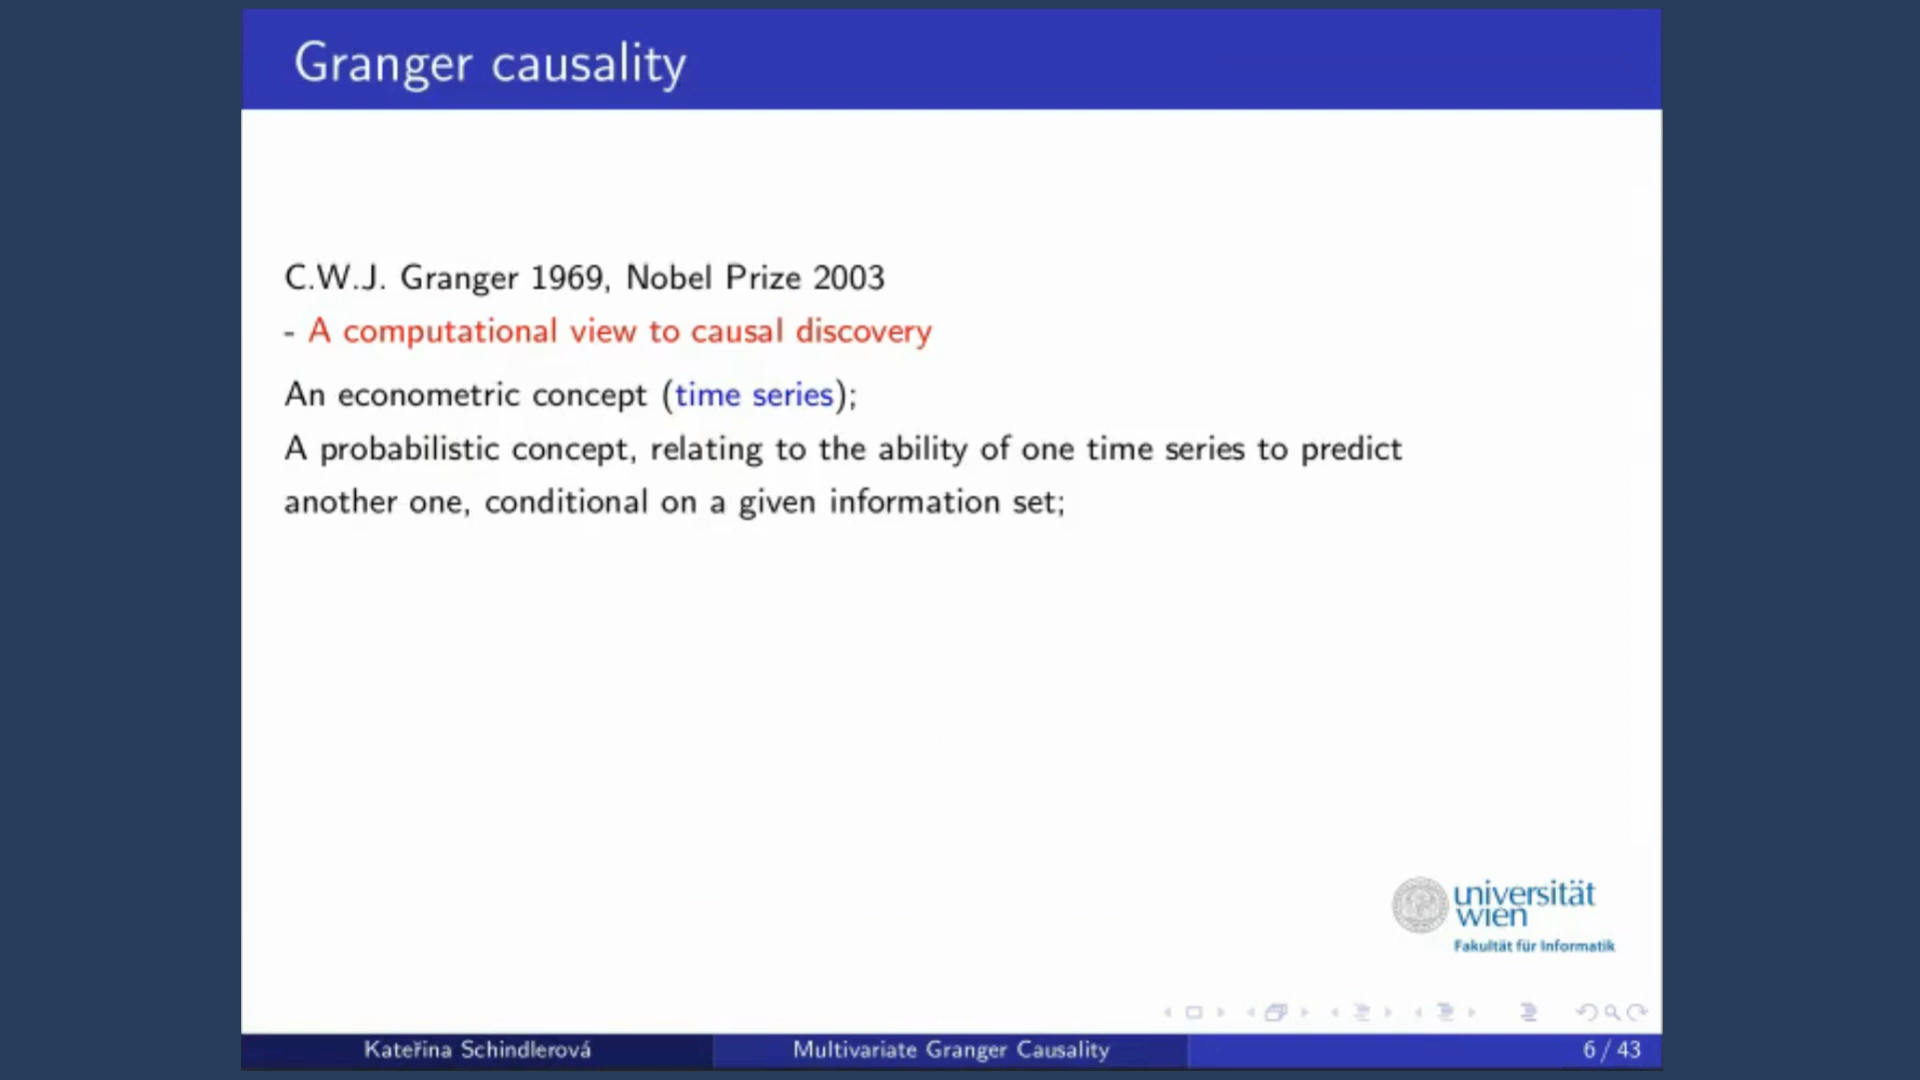 Granger causality
C.W.J. Granger 1969, Nobel Prize 2003
- A computational view to causal discovery
An econometric concept (time series);
A probabilistic concept, relating to the ability of one time series to predict
another one, conditional on a given information set;
universität
wien
Fakultät für Informatik
Kateřina Schindlerová
Multivariate Granger Causality
6 / 43